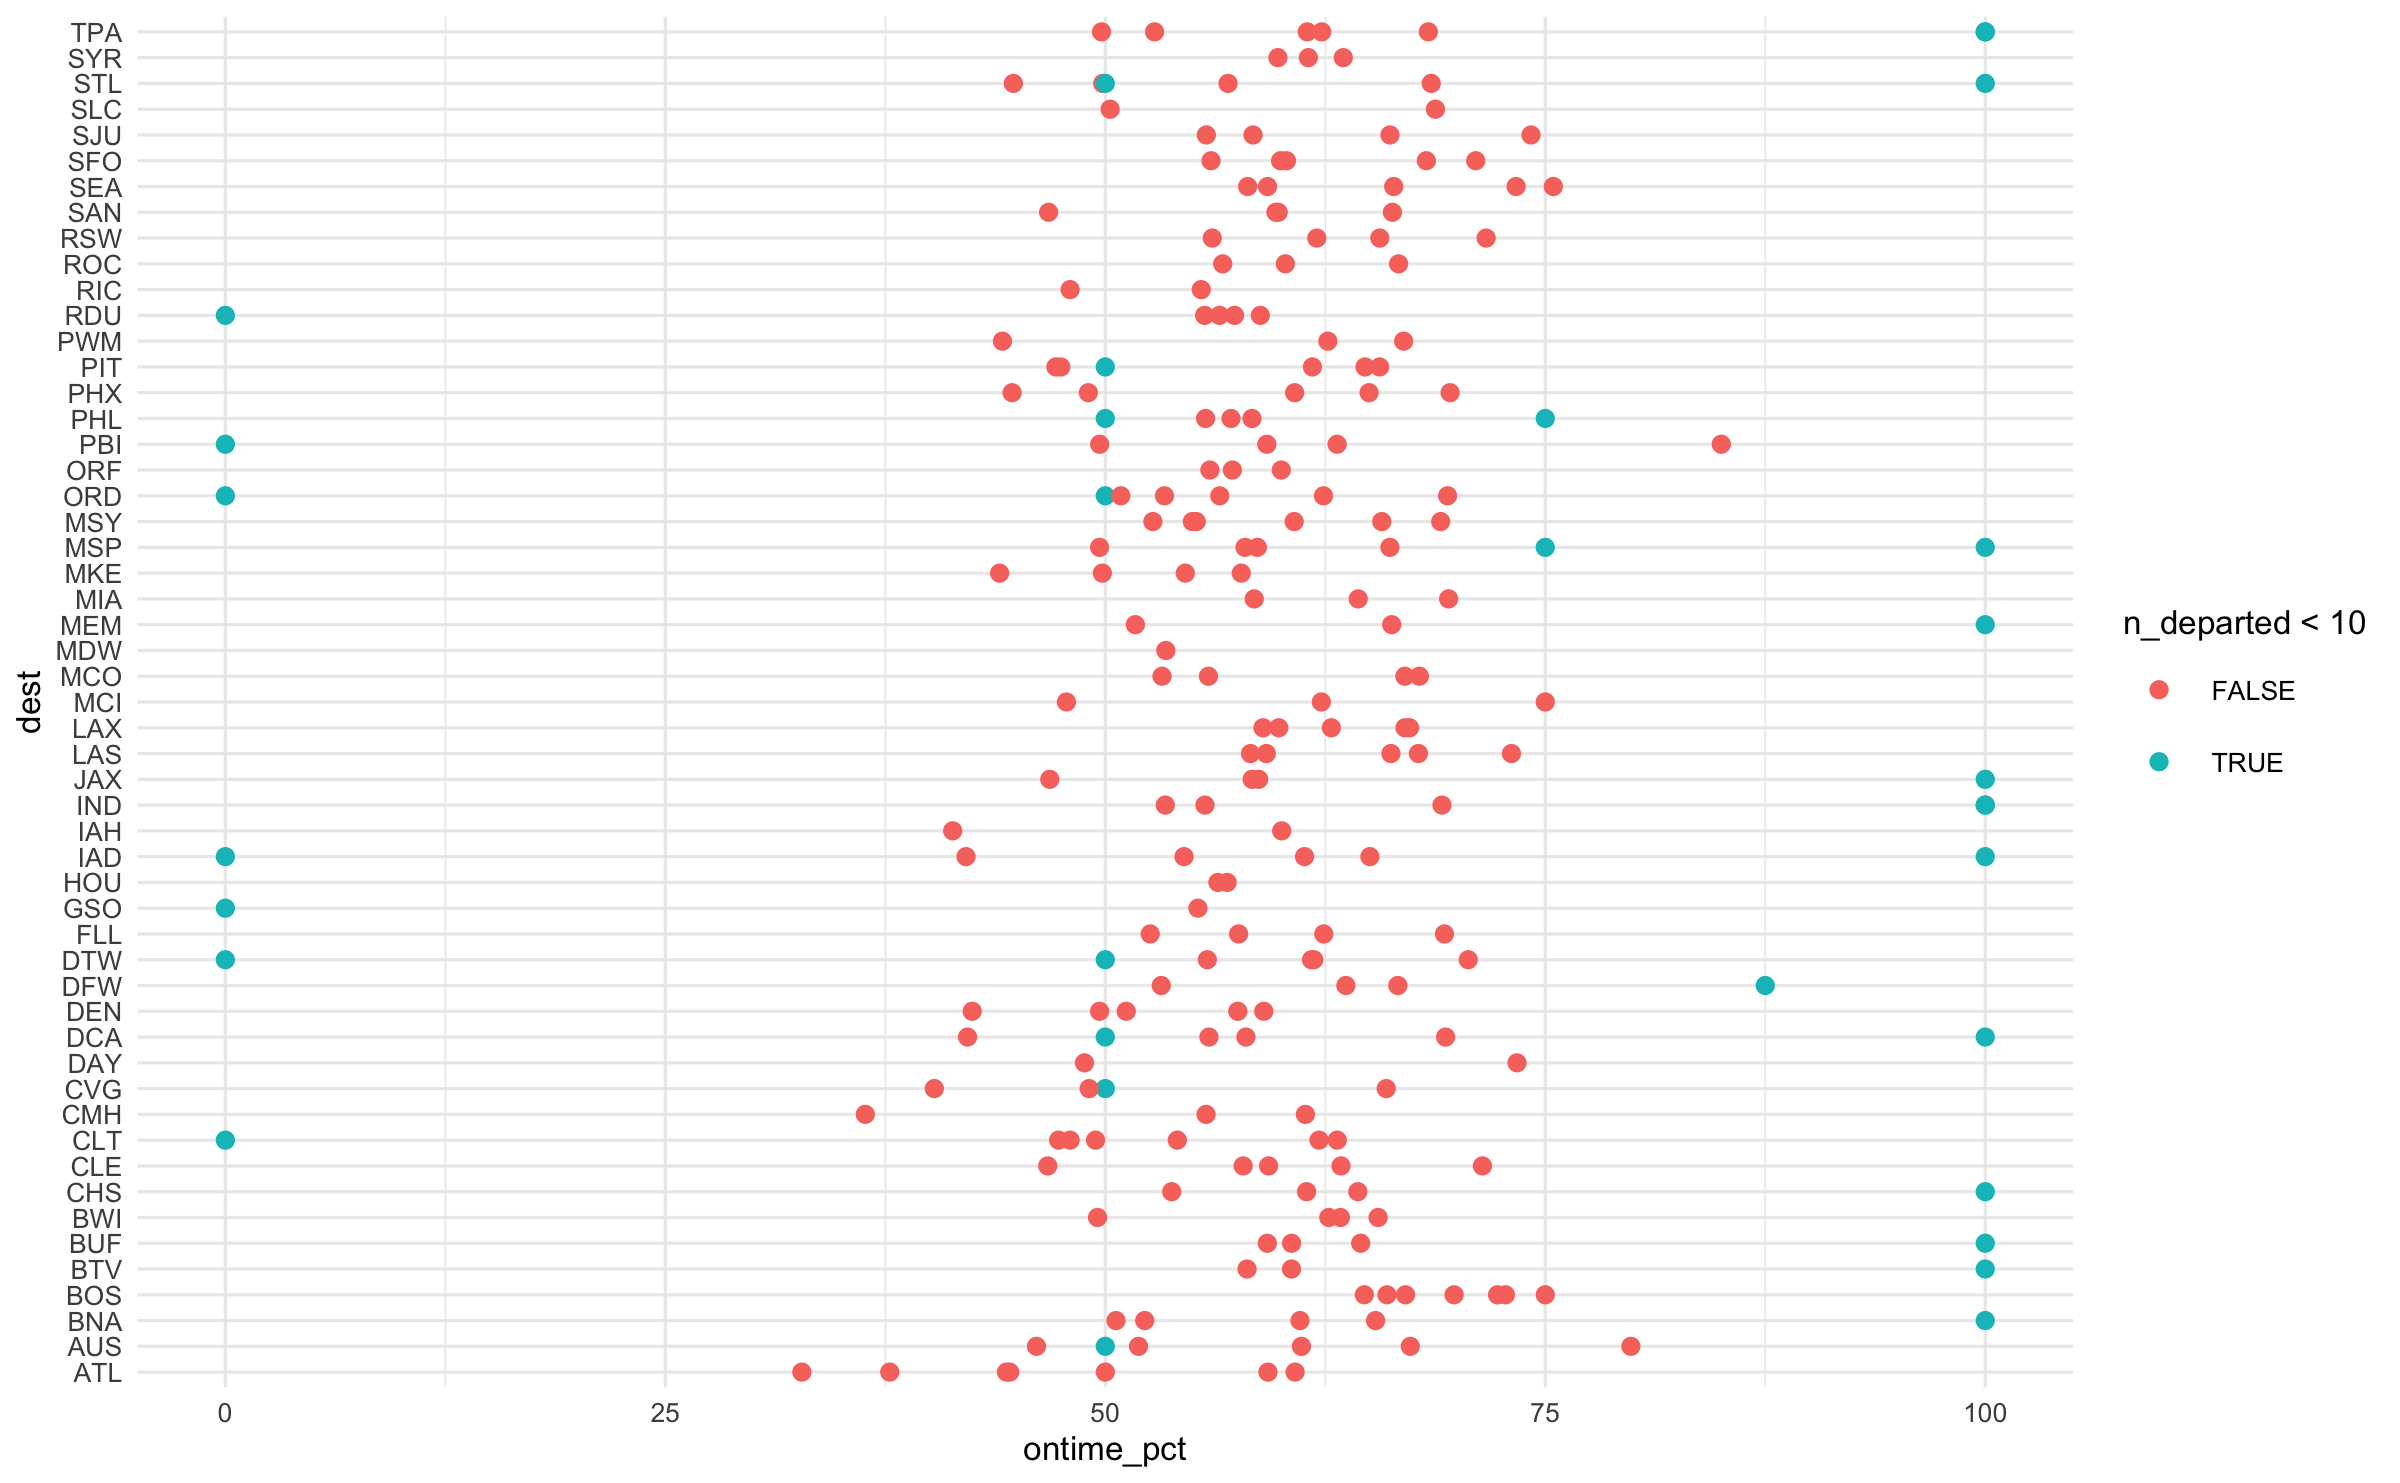 TPA
SYR
STL
SLC
SJU
SFO
SEA
SAN
RSW
ROC
RIC
RDU
PWM
PIT
PHX
PHL
PBI
ORF
ORD
MSY
MSP
MKE
MIA
MEM
MDW
MCO
MCI
LAX
LAS
JAX
IND
IAH
IAD
HOU
GSO
FLL
DTW
DFW
DEN
DCA
DAY
CVG
CMH
CLT
CLE
CHS
BWI
BUF
BTV
BOS
BNA
AUS
ATL
dest
0 25 50 75 100
ontime_pct
n_departed < 10
FALSE
TRUE